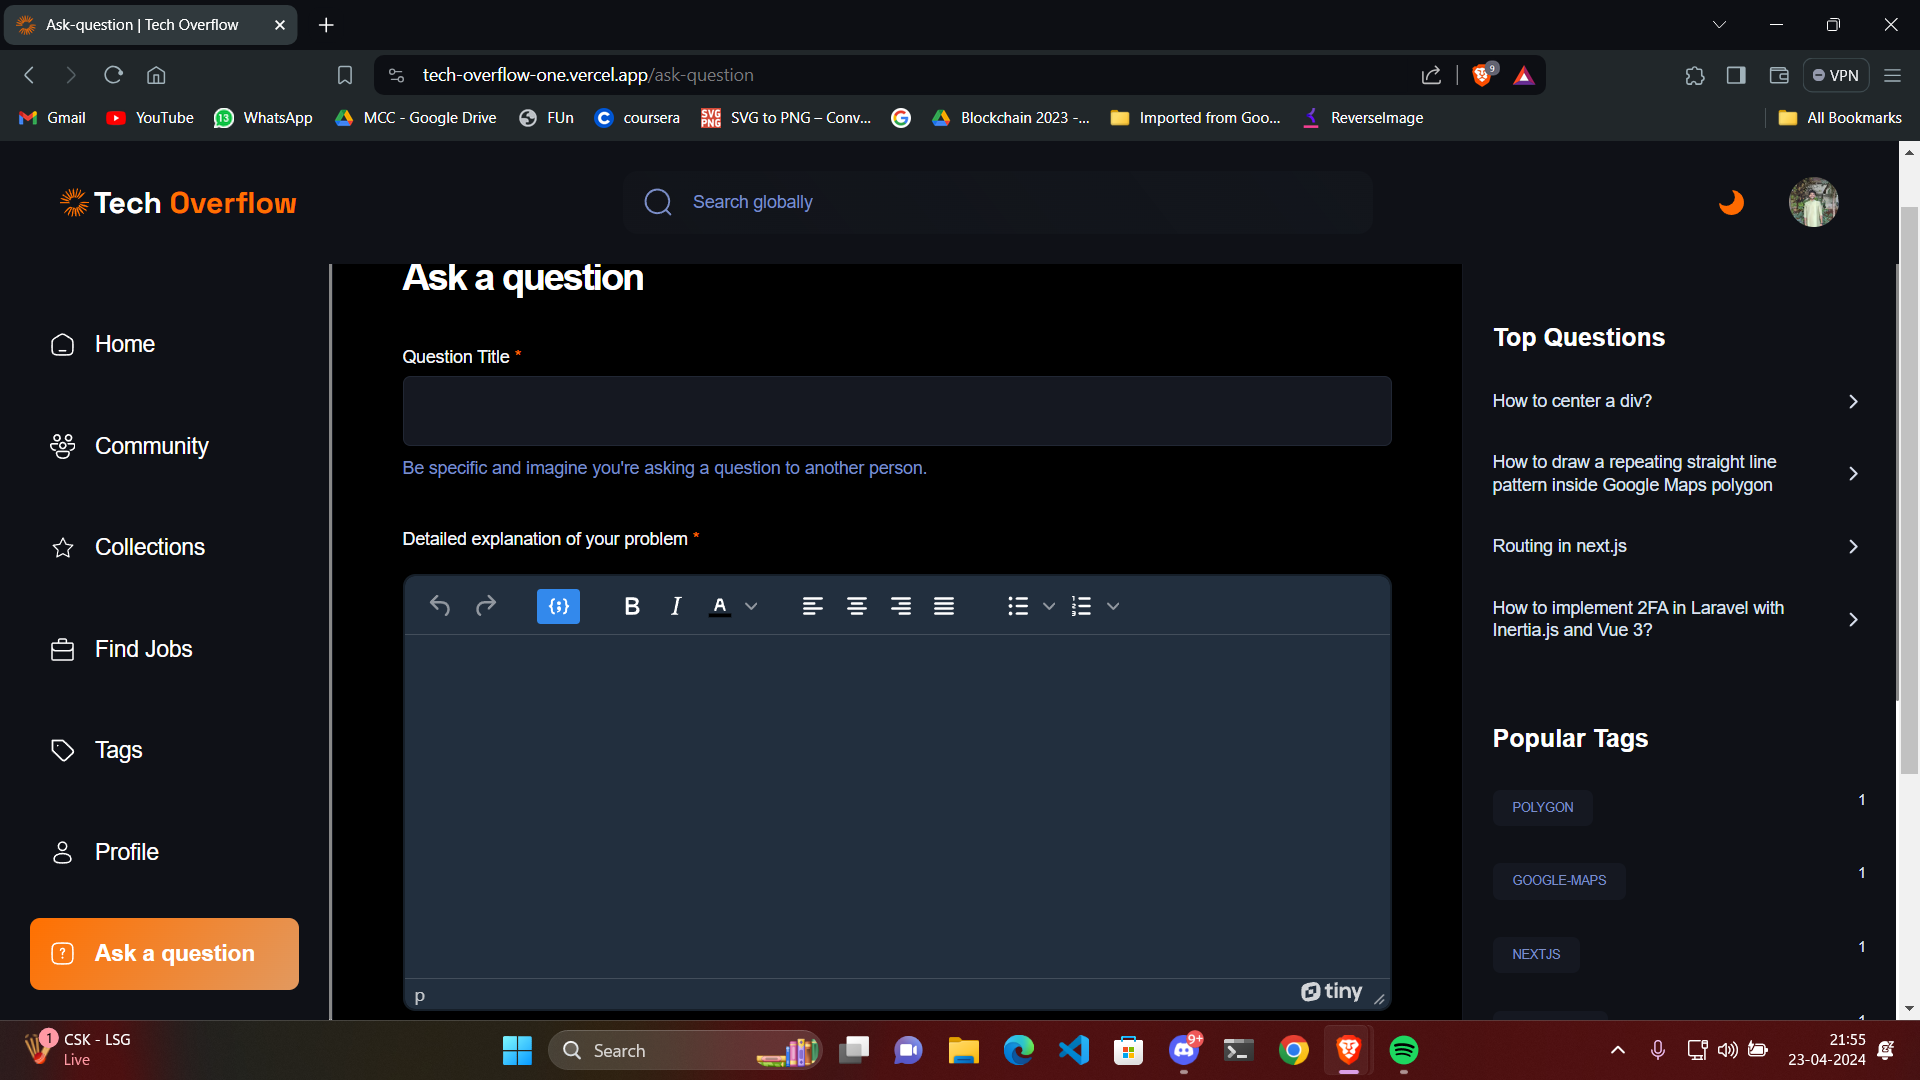 Ask-question | Tech Overflow
tech-overflow-one.vercel.app/ask-question
9
VPN
Gmail
YouTube
13
WhatsApp
MCC - Google Drive
FUn
coursera
SVG
PNG
SVG to PNG – Conv...
Blockchain 2023 -...
Imported from Goo...
ReverseImage
All Bookmarks
Tech Overflow
Search globally
Home
Community
Collections
Find Jobs
Tags
Profile
Ask a question
Ask a question
Question Title *
Be specific and imagine you're asking a question to another person.
Detailed explanation of your problem *
B I A
p
tiny
Top Questions
How to center a div?
How to draw a repeating straight line
pattern inside Google Maps polygon
Routing in next.js
How to implement 2FA in Laravel with
Inertia.js and Vue 3?
Popular Tags
POLYGON 1
GOOGLE-MAPS 1
NEXTJS 1
1
CSK - LSG
Live
Search
9+
21:55
23-04-2024